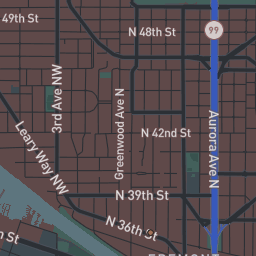 49th St
N 48th St
99
3rd Ave NW
Greenwood Ave N
Aurora Ave N
N 42nd St
Leary Way NW
N 39th St
N 36th St
h St
FREMONT